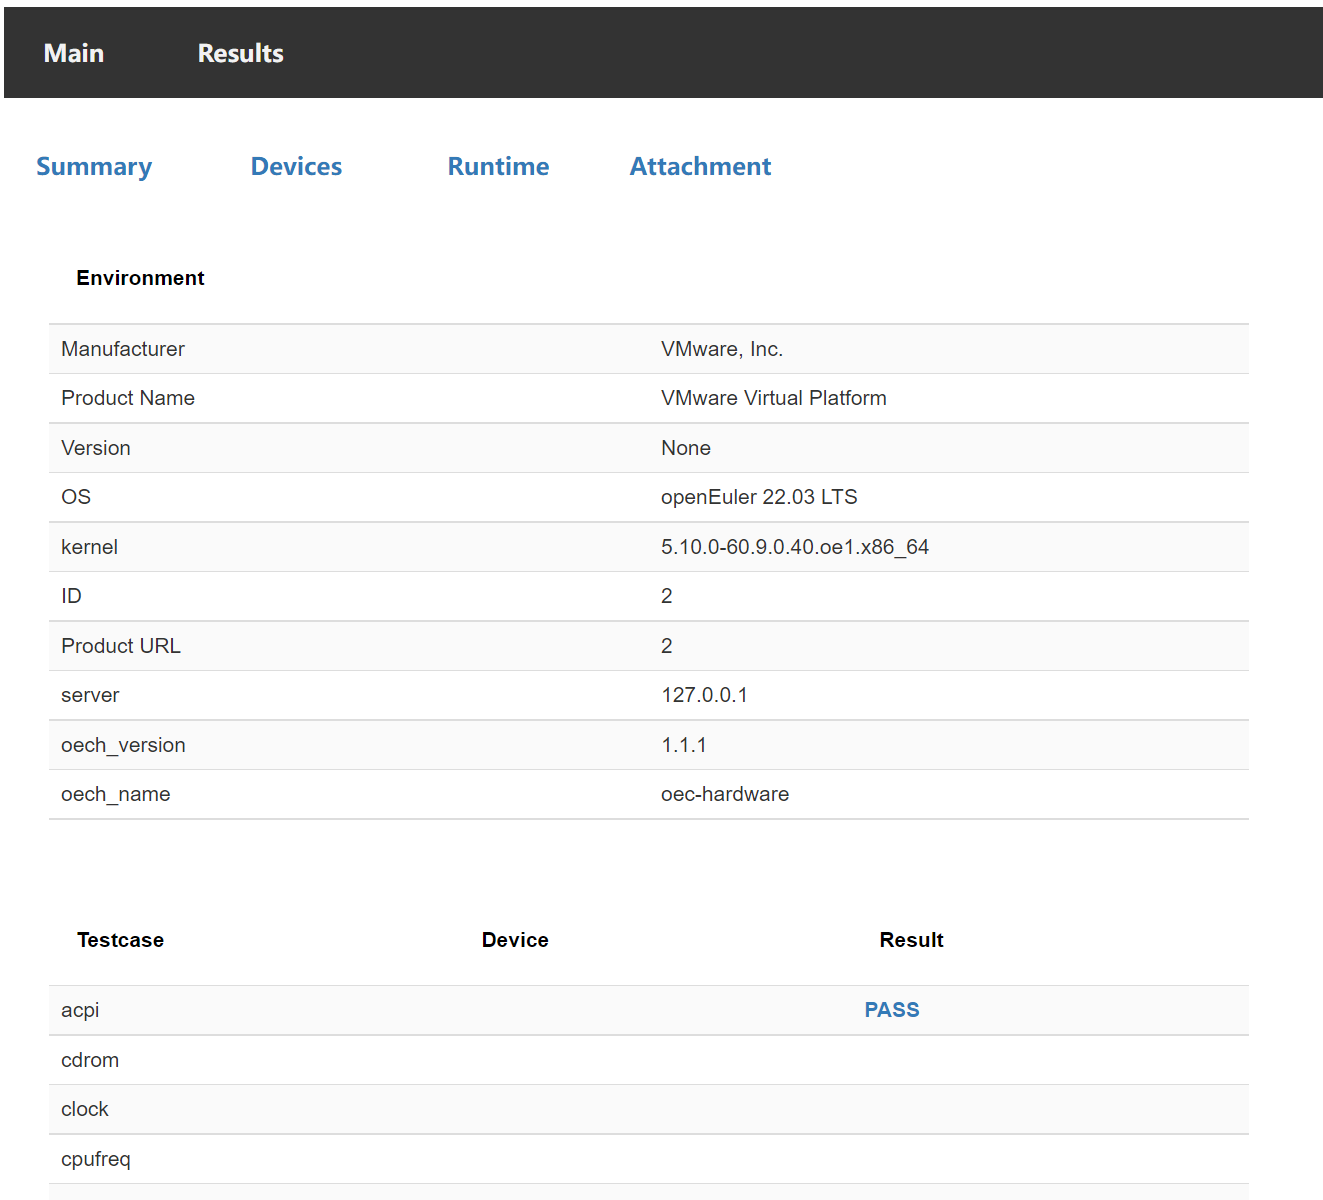 Main Results
Summary Devices Runtime Attachment
Environment
Manufacturer VMware, Inc.
Product Name VMware Virtual Platform
Version None
OS openEuler 22.03 LTS
kernel 5.10.0-60.9.0.40.oe1.x86_64
ID 2
Product URL 2
server 127.0.0.1
oech_version 1.1.1
oech_name oec-hardware
Testcase Device Result
acpi PASS
cdrom
clock
cpufreq